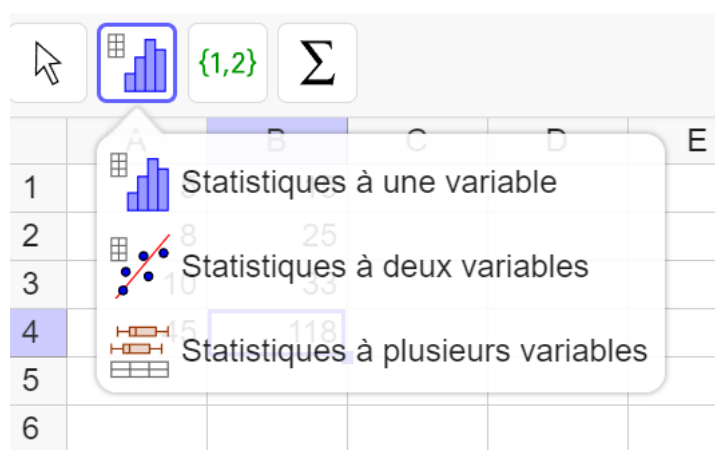 {1,2} Σ
A B C D E
1 Statistiques à une variable
2 8 25
Statistiques à deux variables
3 10 33
4 45 118
Statistiques à plusieurs variables
5
6